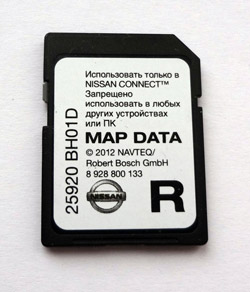 Использовать только в
NISSAN CONNECT™
Запрещено
использовать в любых
других устройствах
или ПК
MAP DATA
© 2012 NAVTEQ/
Robert Bosch GmbH
8 928 800 133
25920 BH01D
NISSAN
R